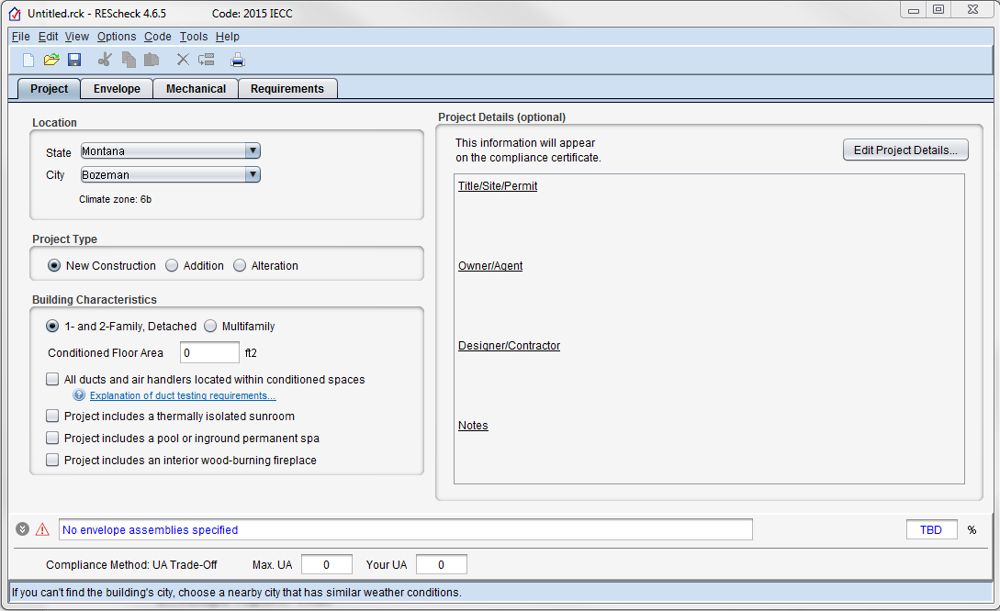 Untitled.rck - REScheck 4.6.5 Code: 2015 IECC
File Edit View Options Code Tools Help
Project Envelope Mechanical Requirements
Location
State Montana
City Bozeman
Climate zone: 6b
Project Type
New Construction Addition Alteration
Building Characteristics
1- and 2-Family, Detached Multifamily
Conditioned Floor Area 0 ft2
All ducts and air handlers located within conditioned spaces
Explanation of duct testing requirements...
Project includes a thermally isolated sunroom
Project includes a pool or inground permanent spa
Project includes an interior wood-burning fireplace
Project Details (optional)
This information will appear
on the compliance certificate.
Edit Project Details...
Title/Site/Permit
Owner/Agent
Designer/Contractor
Notes
No envelope assemblies specified TBD %
Compliance Method: UA Trade-Off Max. UA 0 Your UA 0
If you can't find the building's city, choose a nearby city that has similar weather conditions.